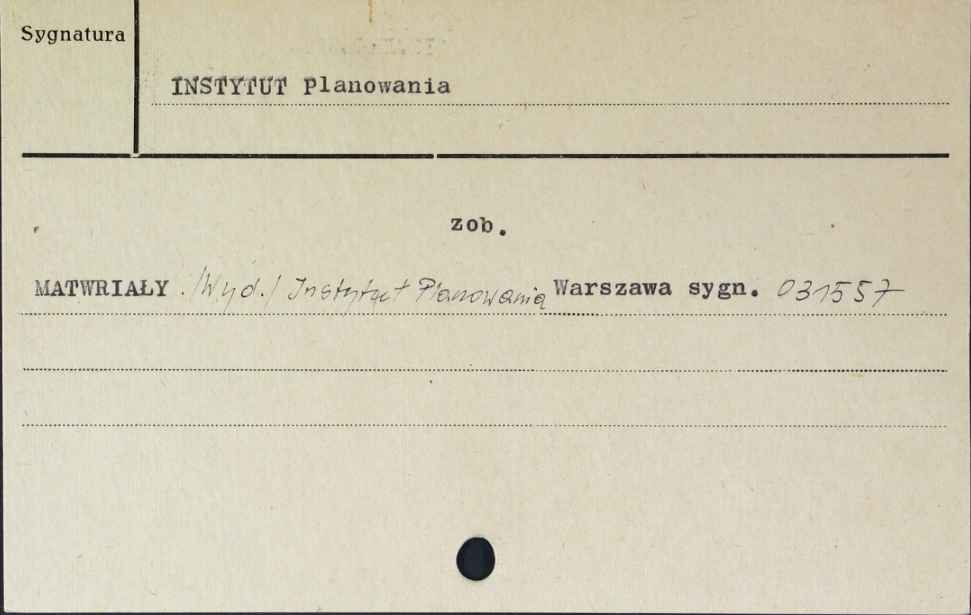 Sygnatura
INSTYTUT Planowania
zob.
MATWRIAŁY ./Wyd./ Instytut Planowania Warszawa sygn. 031557